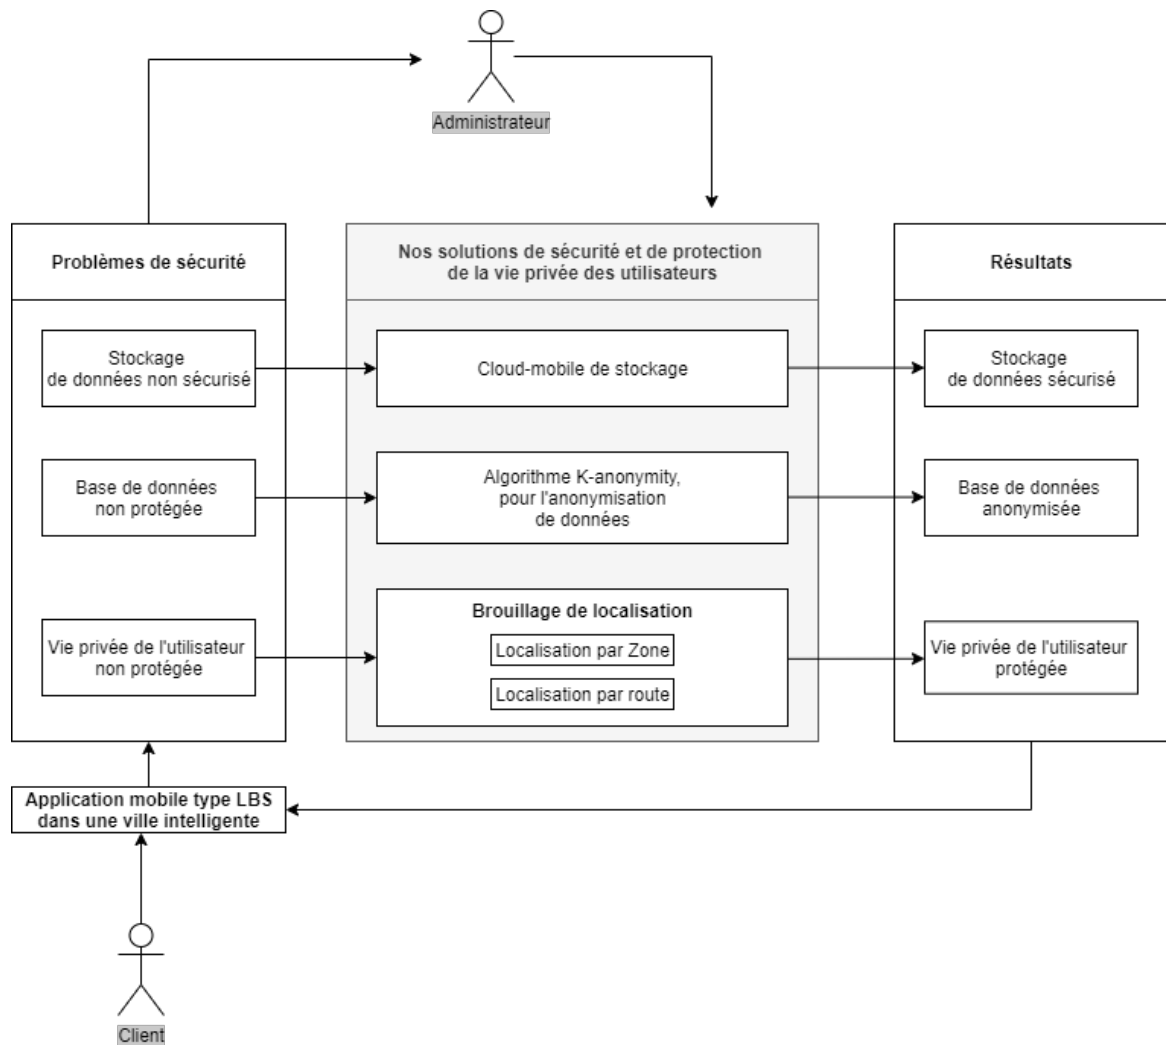 Administrateur
Problèmes de sécurité
Nos solutions de sécurité et de protection
de la vie privée des utilisateurs
Résultats
Stockage
de données non sécurisé
Cloud-mobile de stockage
Stockage
de données sécurisé
Base de données
non protégée
Algorithme K-anonymity,
pour l'anonymisation
de données
Base de données
anonymisée
Vie privée de l'utilisateur
non protégée
Brouillage de localisation
Localisation par Zone
Localisation par route
Vie privée de l'utilisateur
protégée
Application mobile type LBS
dans une ville intelligente
Client